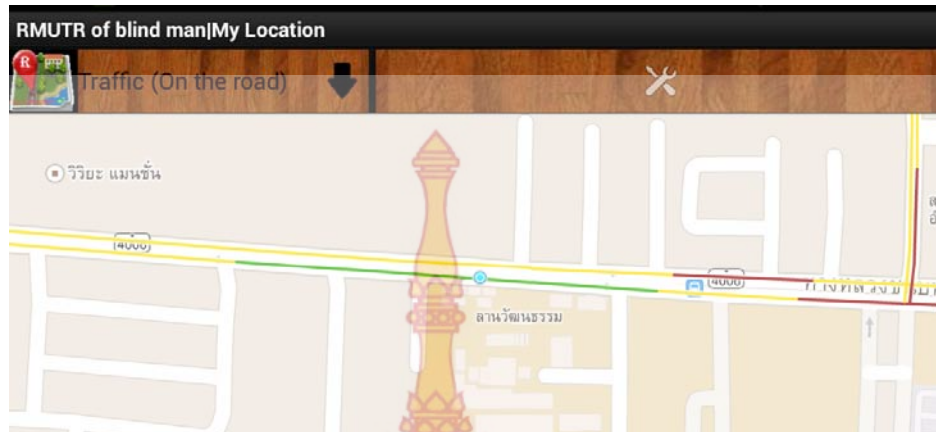 RMUTR of blind man|My Location
R
Traffic (On the road)
วิริยะ แมนชั่น
4006
4006
ลานวัฒนธรรม